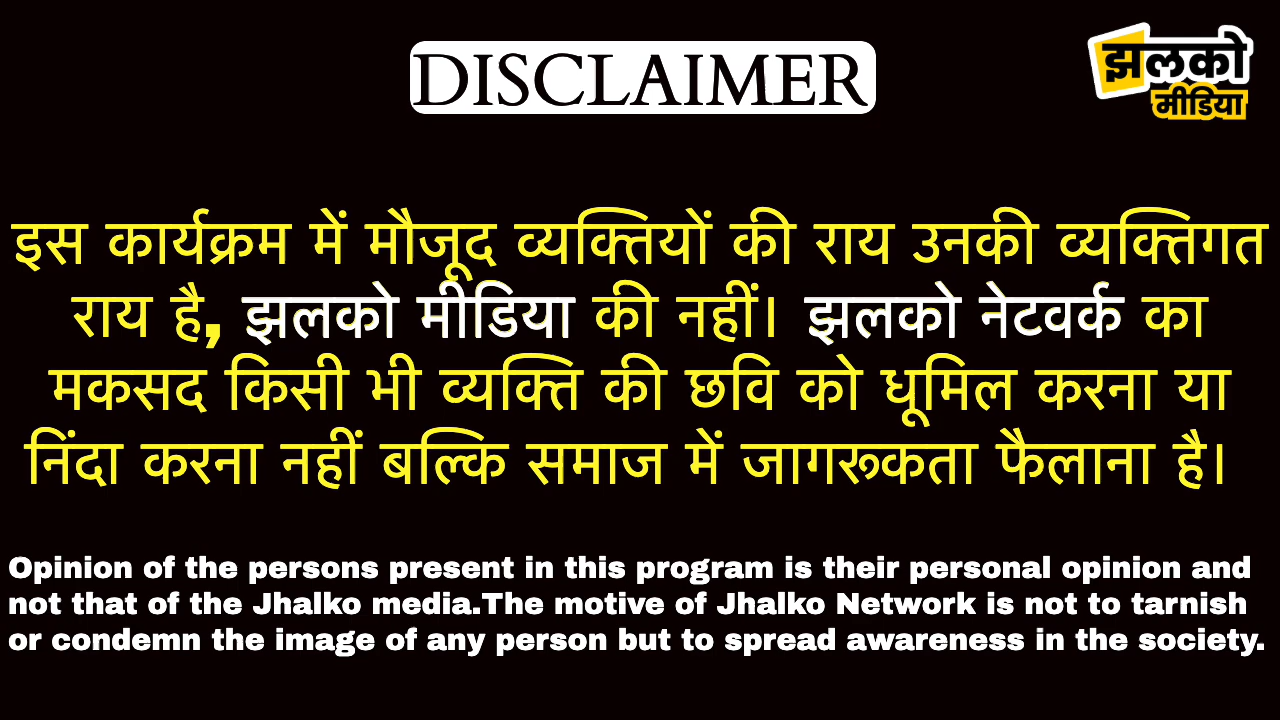 DISCLAIMER
झलको
मीडिया
इस कार्यक्रम में मौजूद व्यक्तियों की राय उनकी व्यक्तिगत
राय है, झलको मीडिया की नहीं। झलको नेटवर्क का
मकसद किसी भी व्यक्ति की छवि को धूमिल करना या
निंदा करना नहीं बल्कि समाज में जागरूकता फैलाना है।
Opinion of the persons present in this program is their personal opinion and
not that of the Jhalko media.The motive of Jhalko Network is not to tarnish
or condemn the image of any person but to spread awareness in the society.